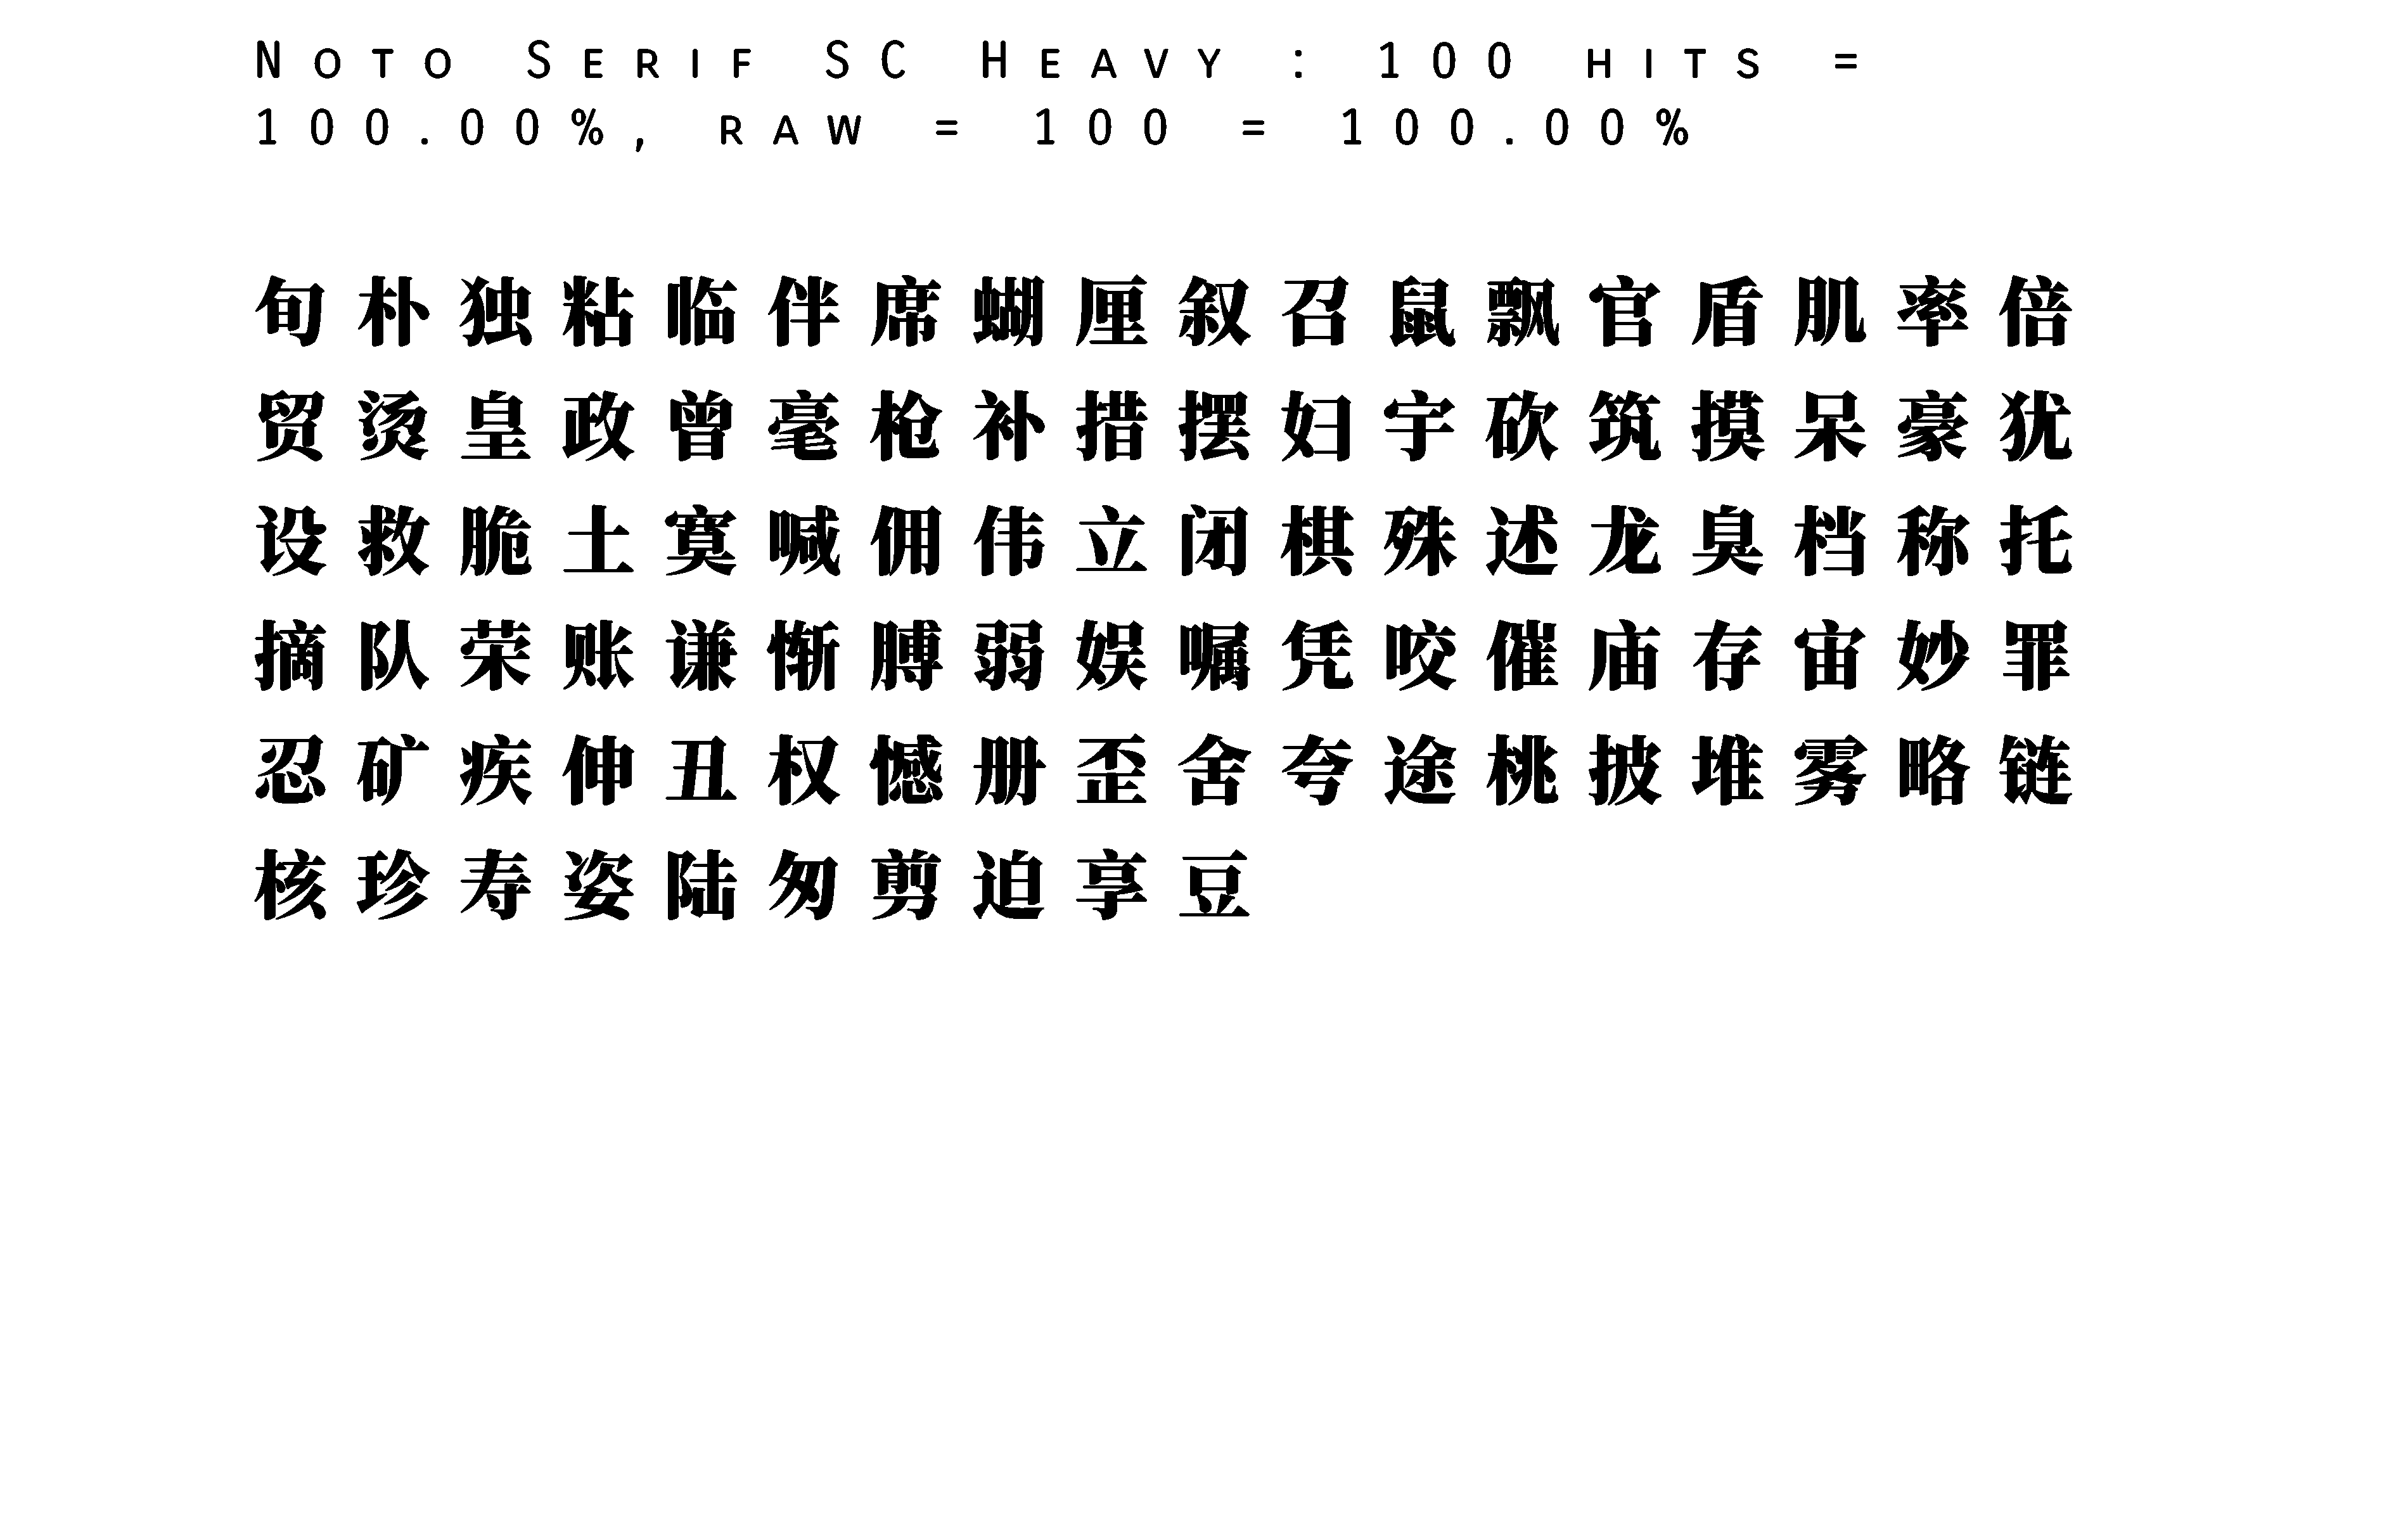 Noto Serif SC Heavy : 100 hits =
100.00%, raw = 100 = 100.00%
旬朴独粘临伴席蝴厘叙召鼠飘官盾肌率倍
贸烫皇政曾毫枪补措摆妇宇砍筑摸呆豪犹
设救脆土寞喊佣伟立闭棋殊述龙臭档称托
摘队荣账谦惭膊弱娱嘱凭咬催庙存宙妙罪
忍矿疾伸丑权憾册歪舍夸途桃披堆雾略链
核珍寿姿陆匆剪迫享豆